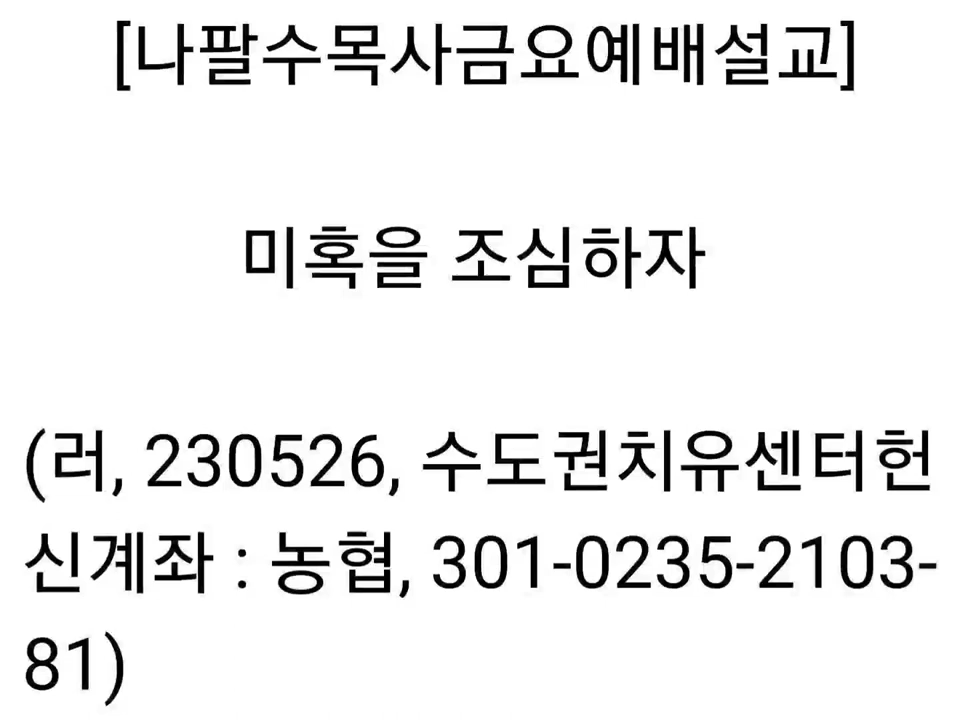 [나팔수목사금요예배설교]
미혹을 조심하자
(러, 230526, 수도권치유센터헌
신계좌 : 농협, 301-0235-2103-
81)